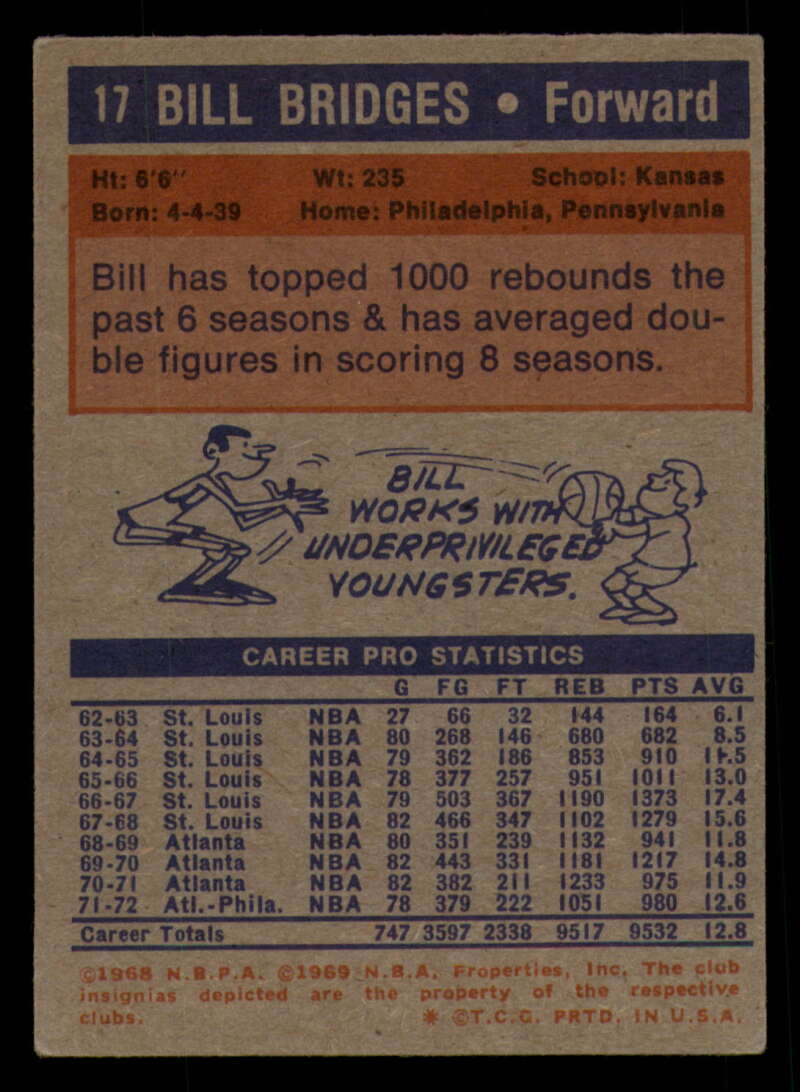 17 BILL BRIDGES • Forward
Ht: 6'6" Wt: 235 School: Kansas
Born: 4-4-39 Home: Philadelphia, Pennsylvania
Bill has topped 1000 rebounds the
past 6 seasons & has averaged dou-
ble figures in scoring 8 seasons.
BILL
WORKS WITH
UNDERPRIVILEGED
YOUNGSTERS.
CAREER PRO STATISTICS
G FG FT REB PTS AVG
62-63 St. Louis NBA 27 66 32 144 164 6.1
63-64 St. Louis NBA 80 268 146 680 682 8.5
64-65 St. Louis NBA 79 362 186 853 910 11.5
65-66 St. Louis NBA 78 377 257 951 1011 13.0
66-67 St. Louis NBA 79 503 367 1190 1373 17.4
67-68 St. Louis NBA 82 466 347 1102 1279 15.6
68-69 Atlanta NBA 80 351 239 1132 941 11.8
69-70 Atlanta NBA 82 443 331 1181 1217 14.8
70-71 Atlanta NBA 82 382 211 1233 975 11.9
71-72 Atl.-Phila. NBA 78 379 222 1051 980 12.6
Career Totals 747 3597 2338 9517 9532 12.8
©1968 N.B.P.A. ©1969 N.B.A. Properties, Inc. The club
insignias depicted are the property of the respective
clubs. * ©T.C.G. PRTD. IN U.S.A.